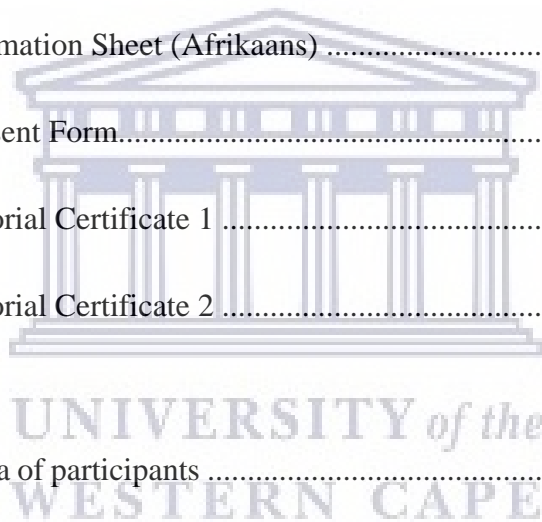 mation Sheet (Afrikaans) ............................
ent Form.......................................................
orial Certificate 1 ..........................................
orial Certificate 2 ..........................................
UNIVERSITY of the
a of participants ...........................................
WESTERN CAPE